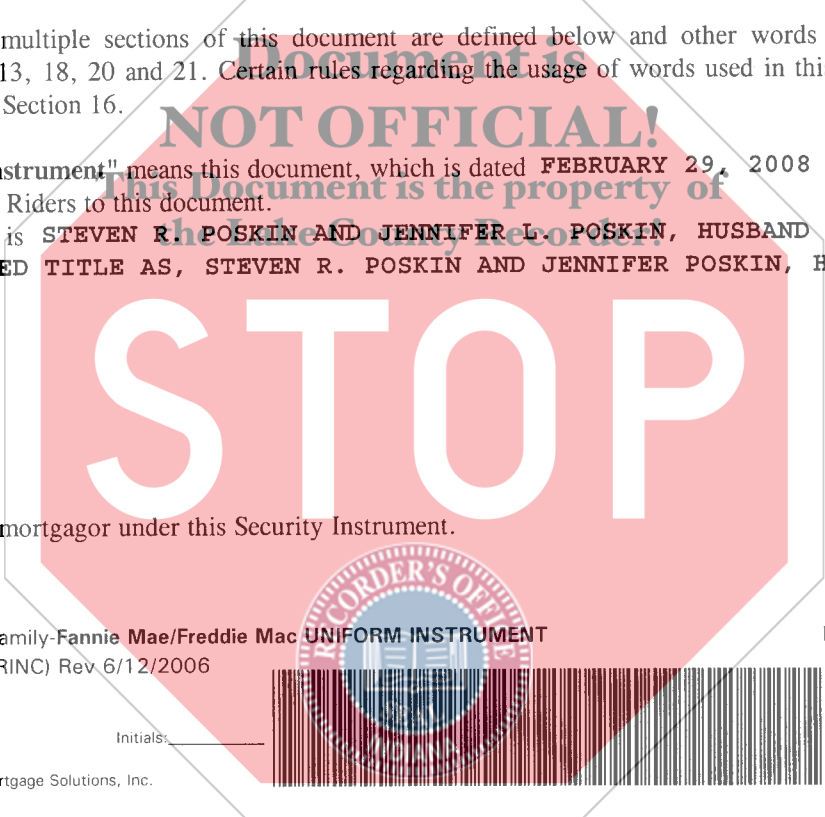 multiple sections of this document are defined below and other words
Document is
13, 18, 20 and 21. Certain rules regarding the usage of words used in this
Section 16.
NOT OFFICIAL!
nstrument" means this document, which is dated FEBRUARY 29, 2008
This Document is the property of
Riders to this document.
the Lake County Recorder!
is STEVEN R. POSKIN AND JENNIFER L. POSKIN, HUSBAND
ED TITLE AS, STEVEN R. POSKIN AND JENNIFER POSKIN, H
STOP
mortgagor under this Security Instrument.
RECORDER'S OFFICE
amily-Fannie Mae/Freddie Mac UNIFORM INSTRUMENT
RINC) Rev 6/12/2006
SEAL
Initials:
INDIANA
rtgage Solutions, Inc.